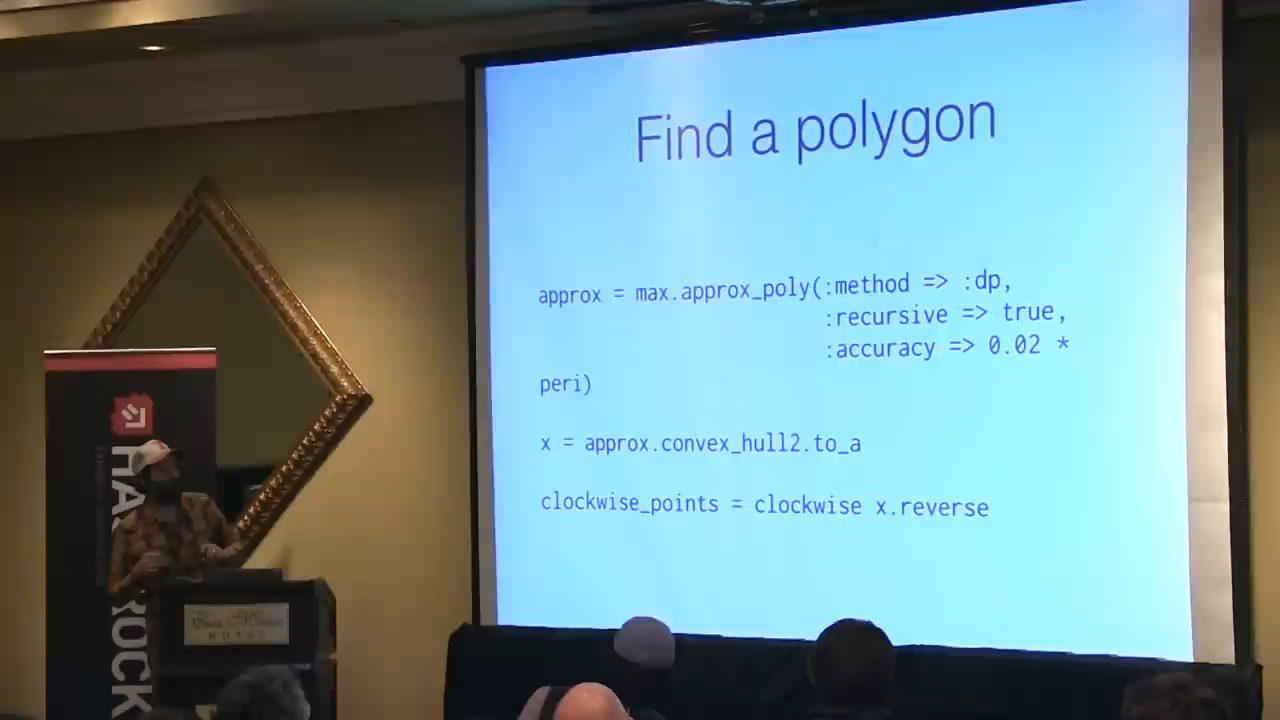 Find a polygon
approx = max.approx_poly(:method => :dp,
:recursive => true,
:accuracy => 0.02 *
peri)
x = approx.convex_hull2.to_a
clockwise_points = clockwise x.reverse
HOTEL